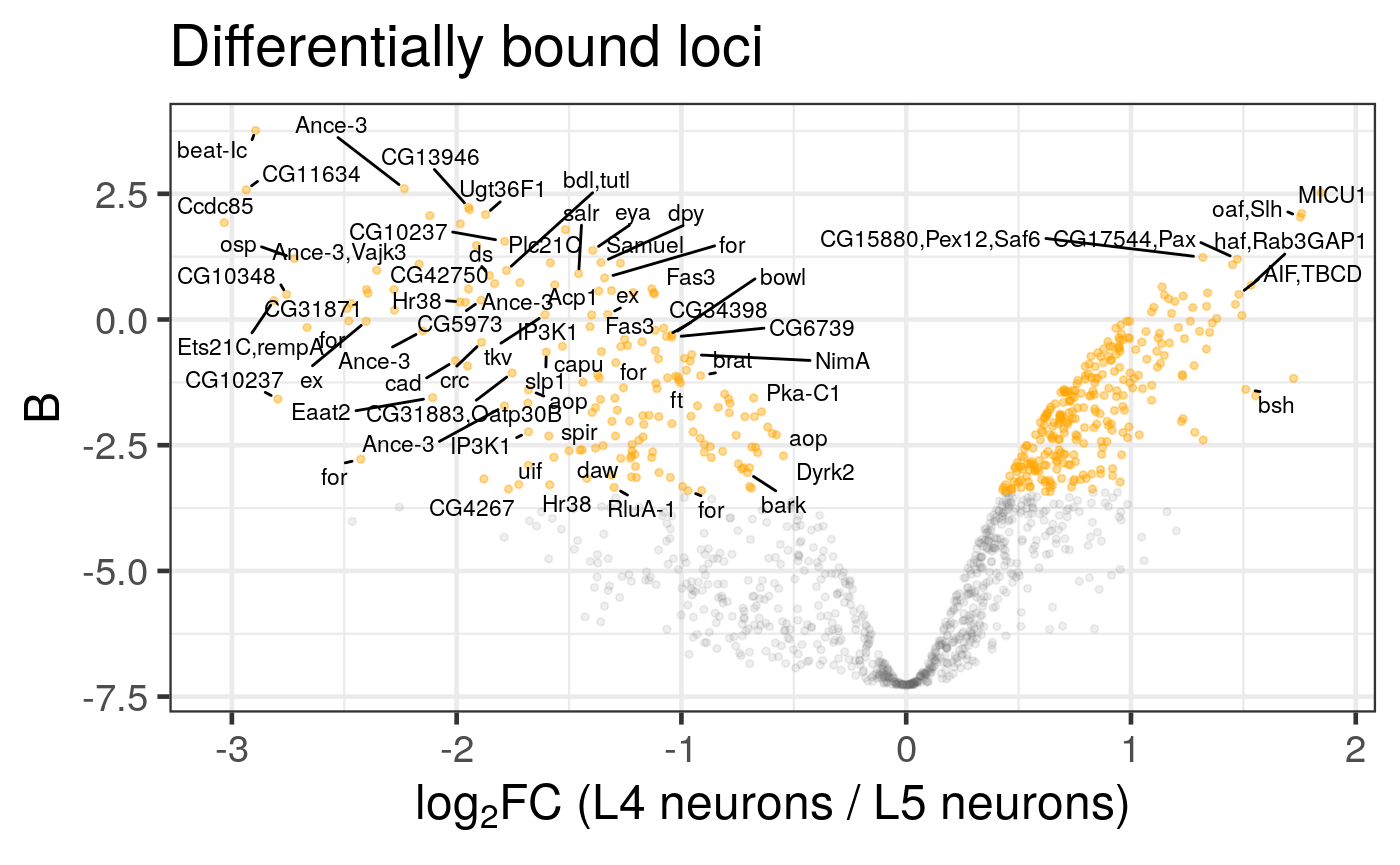 Differentially bound loci
Ance-3
beat-Ic
CG13946
CG11634
Ugt36F1
bdl,tutl
MICU1
Ccdc85
salr
eya
dpy
oaf,Slh
CG10237
osp
Ance-3,Vajk3
ds
Plc21C
Samuel
for
CG15880,Pex12,Saf6
CG17544,Pax
haf,Rab3GAP1
CG10348
CG42750
Fas3
bowl
AIF,TBCD
CG31871
Hr38
Ance-3
Acp1
ex
CG34398
CG5973
IP3K1
Fas3
CG6739
Ets21C,rempA
for
Ance-3
tkv
capu
for
brat
NimA
CG10237
ex
cad
crc
slp1
aop
ft
Pka-C1
bsh
Eaat2
CG31883,Oatp30B
Ance-3
IP3K1
spir
aop
for
uif
daw
Dyrk2
CG4267
Hr38
RluA-1
for
bark
2.5
0.0
-2.5
-5.0
-7.5
B
-3
-2
-1
0
1
2
log2FC (L4 neurons / L5 neurons)